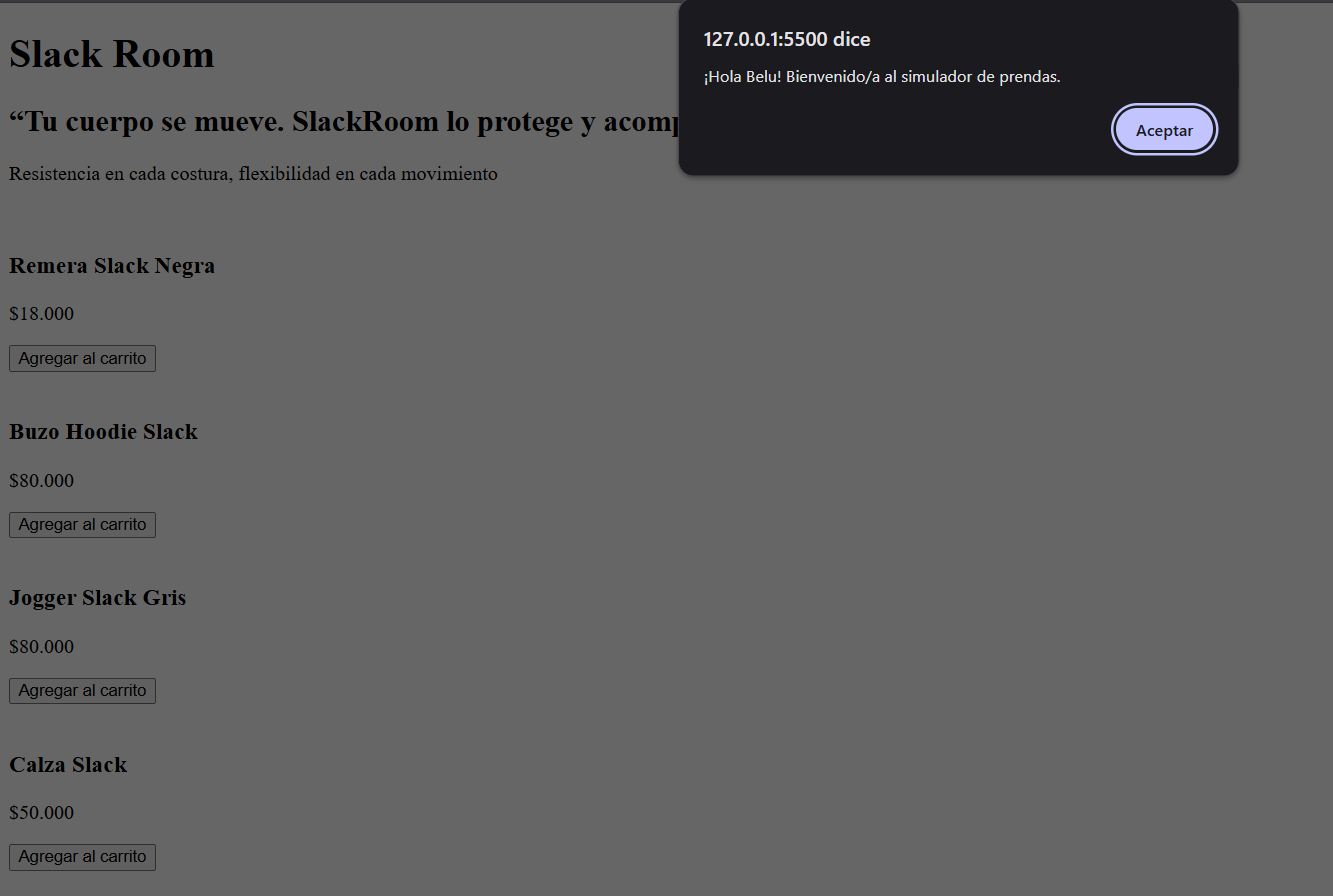 127.0.0.1:5500 dice
¡Hola Belu! Bienvenido/a al simulador de prendas.
Aceptar
Slack Room
“Tu cuerpo se mueve. SlackRoom lo protege y
Resistencia en cada costura, flexibilidad en cada movimiento
Remera Slack Negra
$18.000
Agregar al carrito
Buzo Hoodie Slack
$80.000
Agregar al carrito
Jogger Slack Gris
$80.000
Agregar al carrito
Calza Slack
$50.000
Agregar al carrito